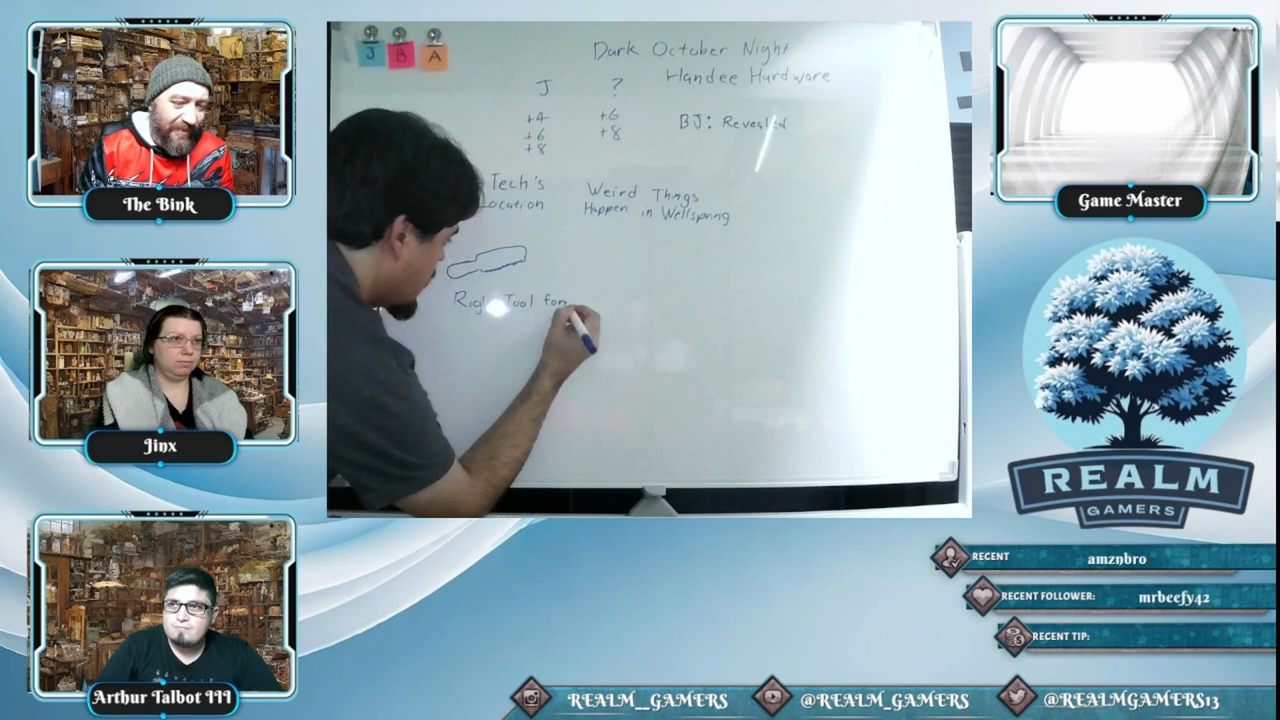 The Bink
Jinx
Arthur Talbot III
J B A
Dark October Night
Handee Hardware
J ?
+4 +6
+6 +8
+8
BJ: Revealed
Tech's
Location
Weird Things
Happen in Wellspring
Tool for
Game Master
REALM
GAMERS
RECENT amznbro
RECENT FOLLOWER: mrbeefy42
RECENT TIP:
REALM_GAMERS
@REALM_GAMERS
@REALMGAMERS13